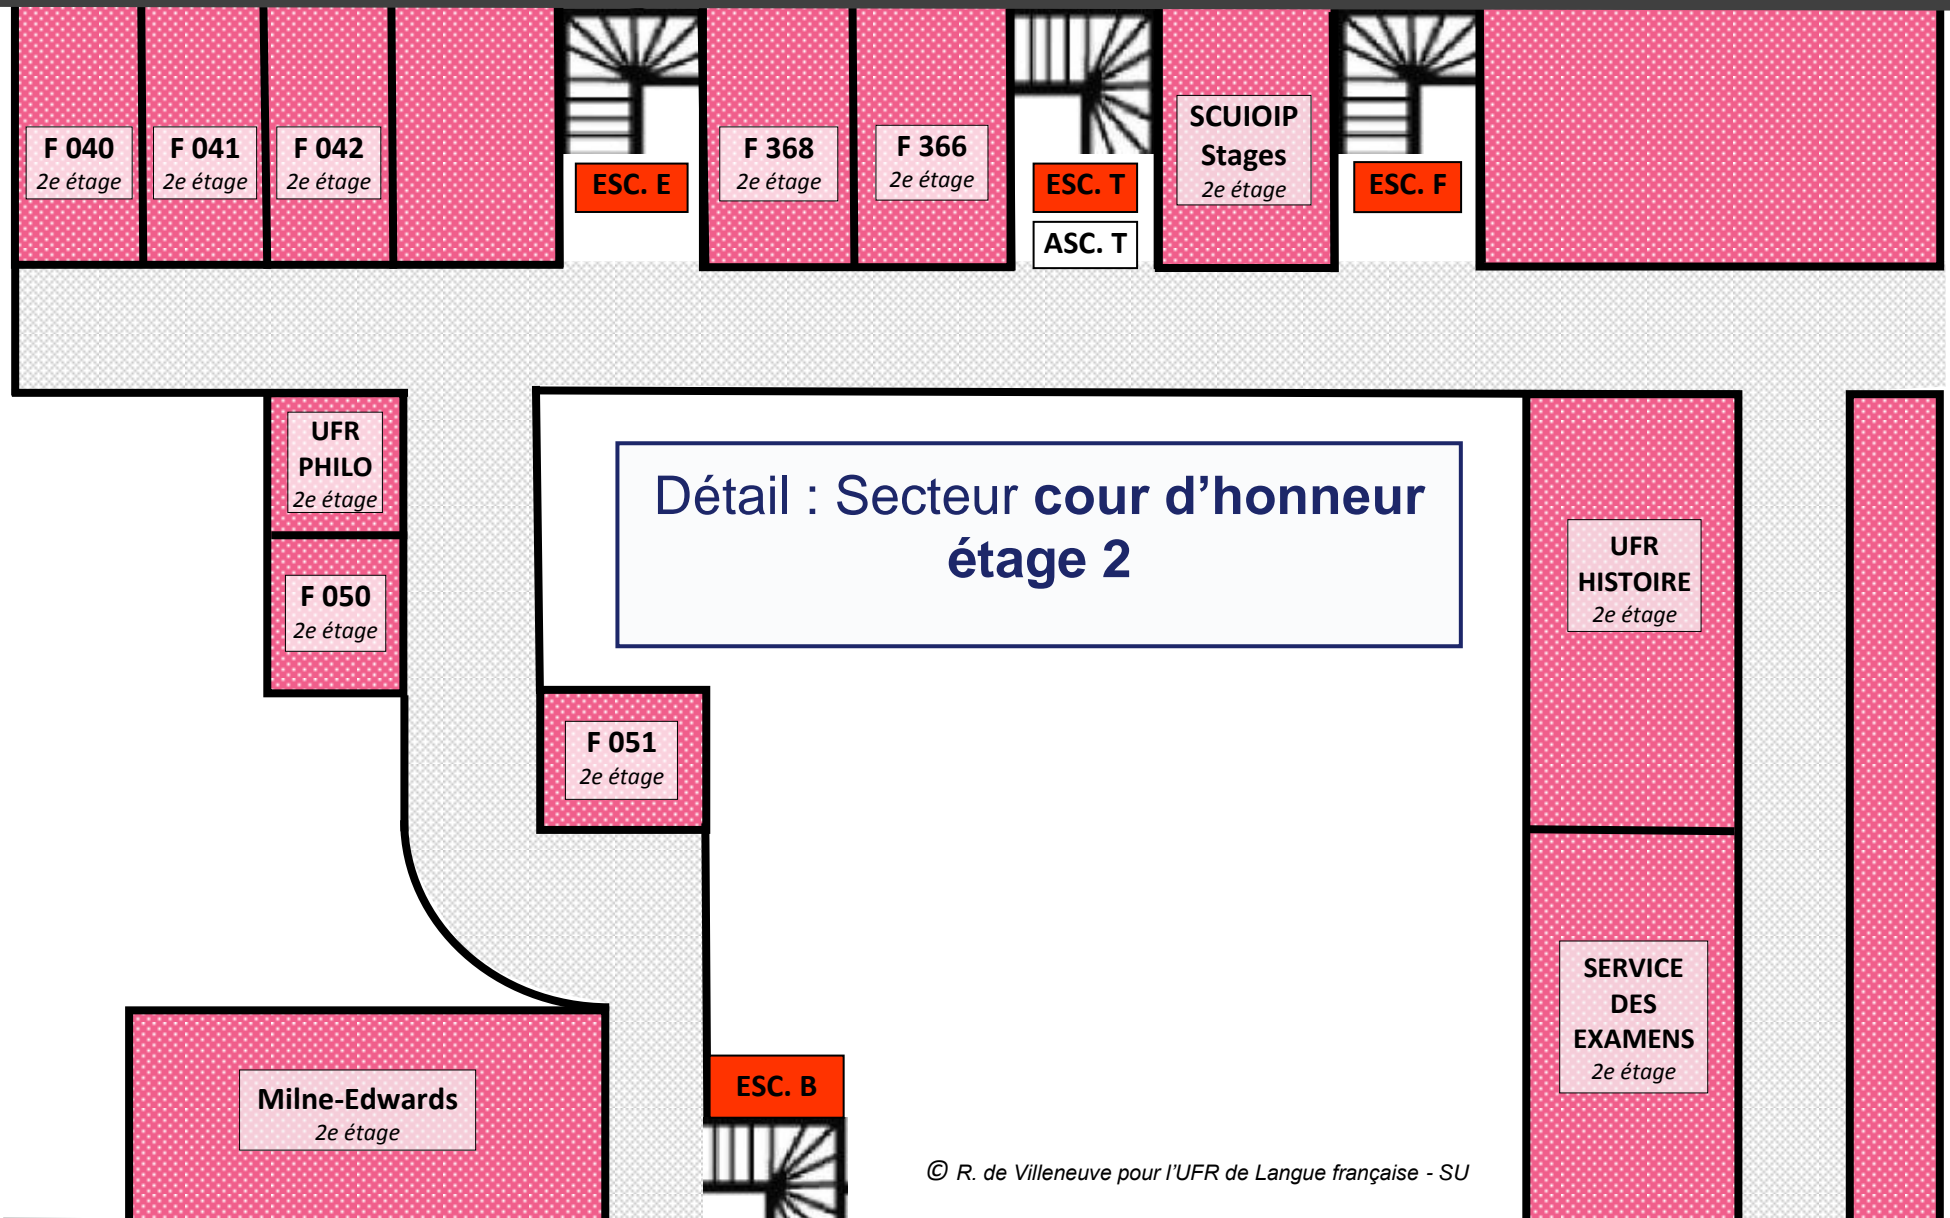 F 040
2e étage
F 041
2e étage
F 042
2e étage
ESC. E
F 368
2e étage
F 366
2e étage
ESC. T
ASC. T
SCUIOIP
Stages
2e étage
ESC. F
UFR
PHILO
2e étage
F 050
2e étage
Détail : Secteur cour d’honneur
étage 2
UFR
HISTOIRE
2e étage
F 051
2e étage
SERVICE
DES
EXAMENS
2e étage
Milne-Edwards
2e étage
ESC. B
© R. de Villeneuve pour l’UFR de Langue française - SU